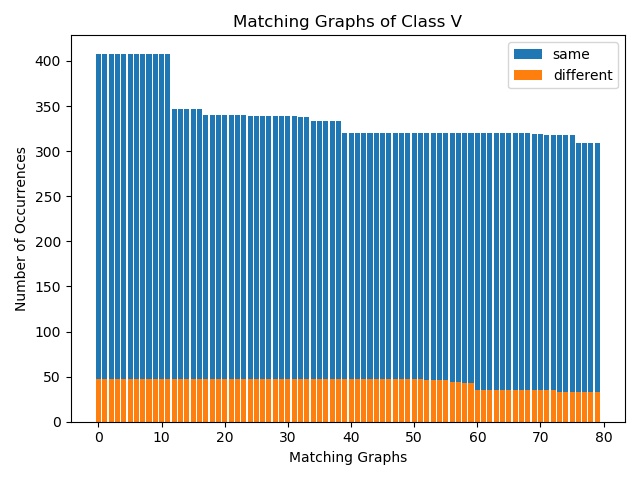 Matching Graphs of Class V
same
different
Number of Occurrences
400
350
300
250
200
150
100
50
0
0 10 20 30 40 50 60 70 80
Matching Graphs